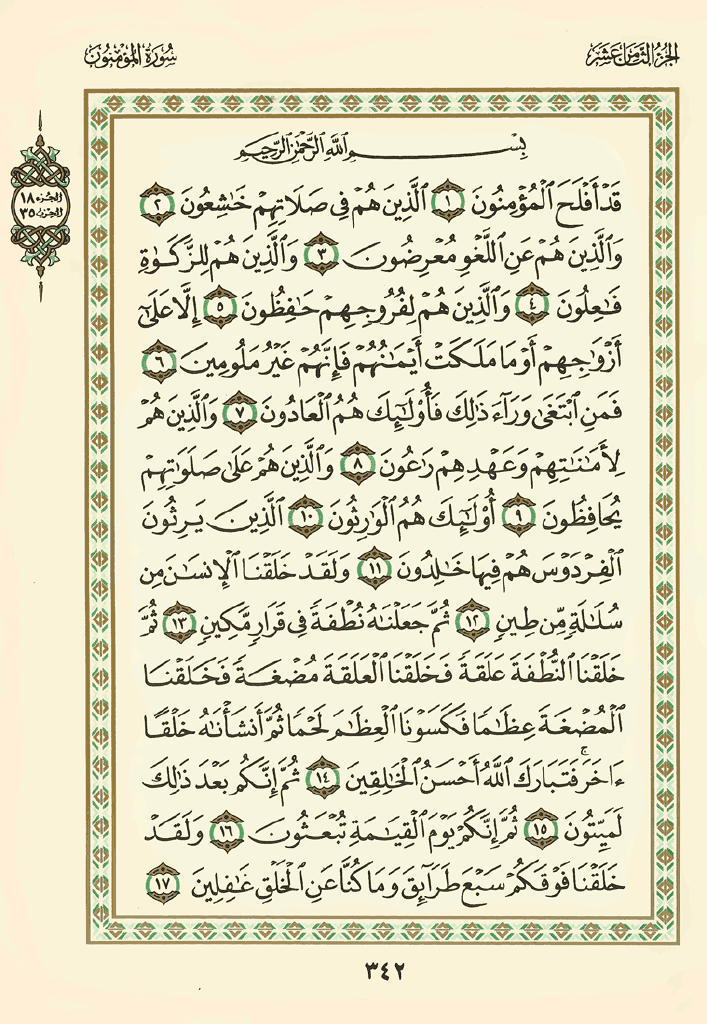 الجزء الثامن عشر
سورة المؤمنون
الجزء ١٨
الحزب ٣٥
بِسْمِ ٱللَّهِ ٱلرَّحْمَٰنِ ٱلرَّحِيمِ
قَدْ أَفْلَحَ ٱلْمُؤْمِنُونَ ١ ٱلَّذِينَ هُمْ فِى صَلَاتِهِمْ خَٰشِعُونَ ٢
وَٱلَّذِينَ هُمْ عَنِ ٱللَّغْوِ مُعْرِضُونَ ٣ وَٱلَّذِينَ هُمْ لِلزَّكَوٰةِ
فَٰعِلُونَ ٤ وَٱلَّذِينَ هُمْ لِفُرُوجِهِمْ حَٰفِظُونَ ٥ إِلَّا عَلَىٰٓ
أَزْوَٰجِهِمْ أَوْ مَا مَلَكَتْ أَيْمَٰنُهُمْ فَإِنَّهُمْ غَيْرُ مَلُومِينَ ٦
فَمَنِ ٱبْتَغَىٰ وَرَآءَ ذَٰلِكَ فَأُو۟لَٰٓئِكَ هُمُ ٱلْعَادُونَ ٧ وَٱلَّذِينَ هُمْ
لِأَمَٰنَٰتِهِمْ وَعَهْدِهِمْ رَٰعُونَ ٨ وَٱلَّذِينَ هُمْ عَلَىٰ صَلَوَٰتِهِمْ
يُحَافِظُونَ ٩ أُو۟لَٰٓئِكَ هُمُ ٱلْوَٰرِثُونَ ١٠ ٱلَّذِينَ يَرِثُونَ
ٱلْفِرْدَوْسَ هُمْ فِيهَا خَٰلِدُونَ ١١ وَلَقَدْ خَلَقْنَا ٱلْإِنسَٰنَ مِن
سُلَٰلَةٍ مِّن طِينٍ ١٢ ثُمَّ جَعَلْنَٰهُ نُطْفَةً فِى قَرَارٍ مَّكِينٍ ١٣ ثُمَّ
خَلَقْنَا ٱلنُّطْفَةَ عَلَقَةً فَخَلَقْنَا ٱلْعَلَقَةَ مُضْغَةً فَخَلَقْنَا
ٱلْمُضْغَةَ عِظَٰمًا فَكَسَوْنَا ٱلْعِظَٰمَ لَحْمًا ثُمَّ أَنشَأْنَٰهُ خَلْقًا
ءَاخَرَ ۚ فَتَبَارَكَ ٱللَّهُ أَحْسَنُ ٱلْخَٰلِقِينَ ١٤ ثُمَّ إِنَّكُم بَعْدَ ذَٰلِكَ
لَمَيِّتُونَ ١٥ ثُمَّ إِنَّكُمْ يَوْمَ ٱلْقِيَٰمَةِ تُبْعَثُونَ ١٦ وَلَقَدْ
خَلَقْنَا فَوْقَكُمْ سَبْعَ طَرَآئِقَ وَمَا كُنَّا عَنِ ٱلْخَلْقِ غَٰفِلِينَ ١٧
٣٤٢